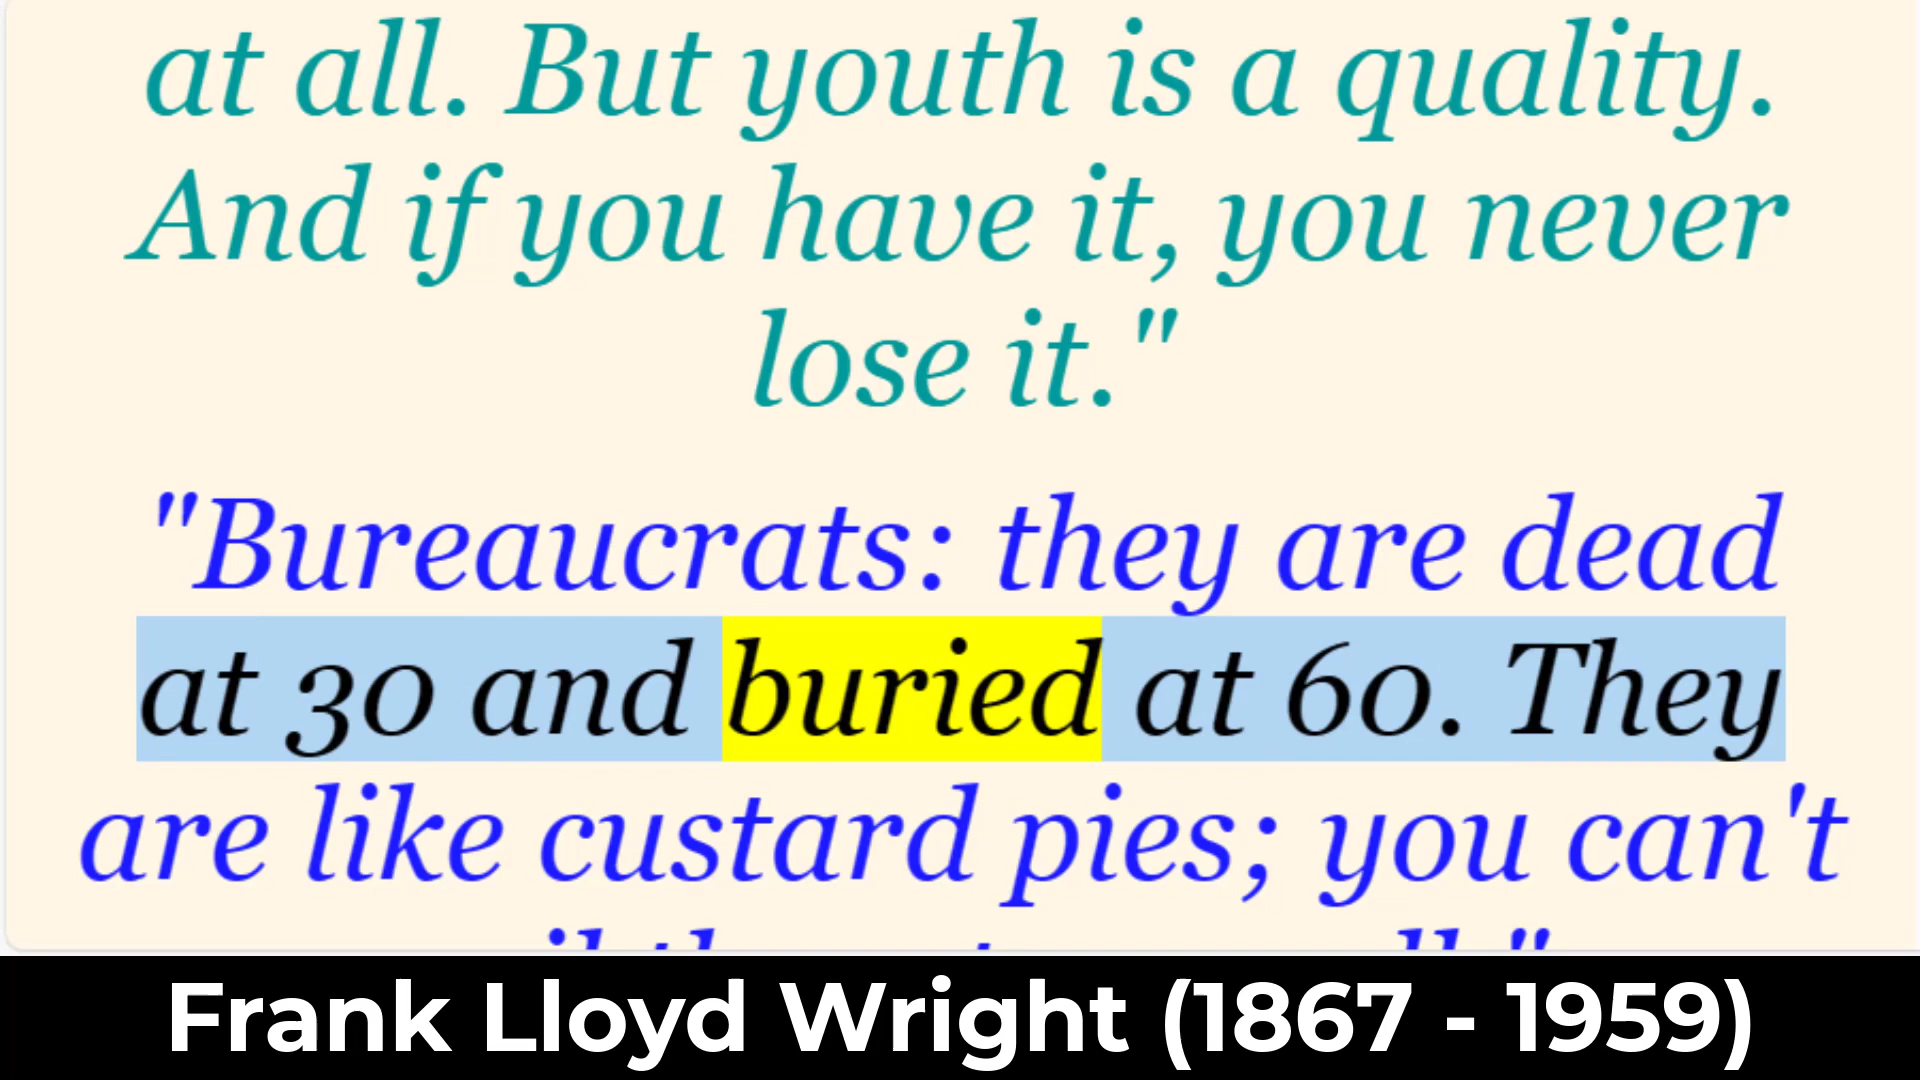 at all. But youth is a quality.
And if you have it, you never
lose it."
"Bureaucrats: they are dead
at 30 and buried at 60. They
are like custard pies; you can't
Frank Lloyd Wright (1867 - 1959)